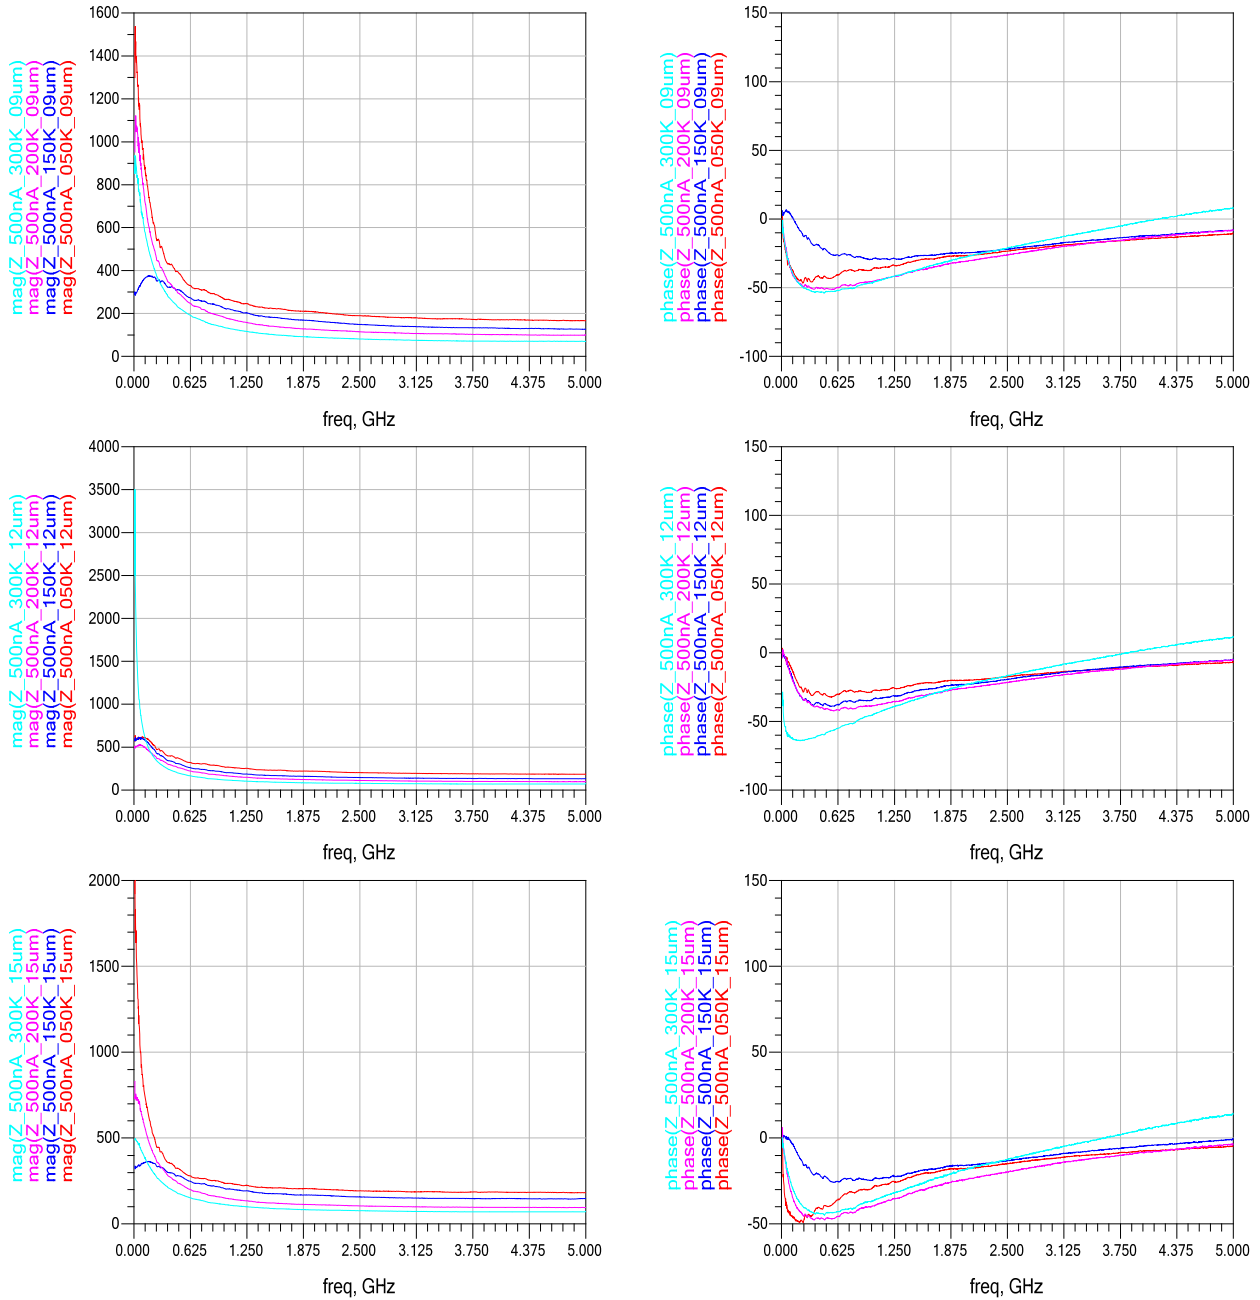 mag(Z_500nA_300K_09um)
mag(Z_500nA_200K_09um)
mag(Z_500nA_150K_09um)
mag(Z_500nA_050K_09um)
1600
1400
1200
1000
800
600
400
200
0
0.000 0.625 1.250 1.875 2.500 3.125 3.750 4.375 5.000
freq, GHz
phase(Z_500nA_300K_09um)
phase(Z_500nA_200K_09um)
phase(Z_500nA_150K_09um)
phase(Z_500nA_050K_09um)
150
100
50
0
-50
-100
0.000 0.625 1.250 1.875 2.500 3.125 3.750 4.375 5.000
freq, GHz
mag(Z_500nA_300K_12um)
mag(Z_500nA_200K_12um)
mag(Z_500nA_150K_12um)
mag(Z_500nA_050K_12um)
4000
3500
3000
2500
2000
1500
1000
500
0
0.000 0.625 1.250 1.875 2.500 3.125 3.750 4.375 5.000
freq, GHz
phase(Z_500nA_300K_12um)
phase(Z_500nA_200K_12um)
phase(Z_500nA_150K_12um)
phase(Z_500nA_050K_12um)
150
100
50
0
-50
-100
0.000 0.625 1.250 1.875 2.500 3.125 3.750 4.375 5.000
freq, GHz
mag(Z_500nA_300K_15um)
mag(Z_500nA_200K_15um)
mag(Z_500nA_150K_15um)
mag(Z_500nA_050K_15um)
2000
1500
1000
500
0
0.000 0.625 1.250 1.875 2.500 3.125 3.750 4.375 5.000
freq, GHz
phase(Z_500nA_300K_15um)
phase(Z_500nA_200K_15um)
phase(Z_500nA_150K_15um)
phase(Z_500nA_050K_15um)
150
100
50
0
-50
0.000 0.625 1.250 1.875 2.500 3.125 3.750 4.375 5.000
freq, GHz